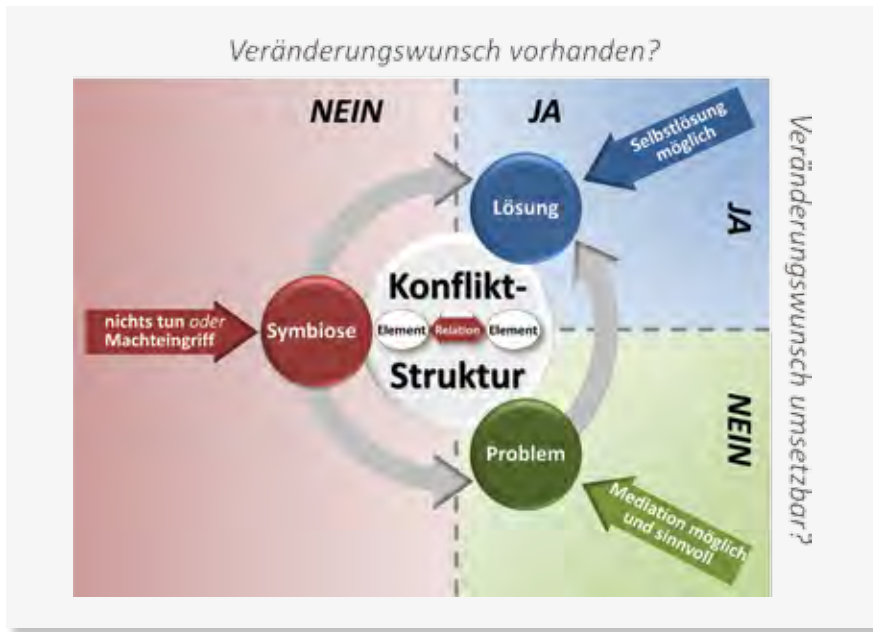 Veränderungswunsch vorhanden?
NEIN
JA
Selbstlösung
möglich
Veränderungswunsch umsetzbar?
JA
Lösung
Konflikt-
nichts tun oder
Machteingriff
Symbiose
Element
Relation
Element
Struktur
NEIN
Problem
Mediation möglich
und sinnvoll